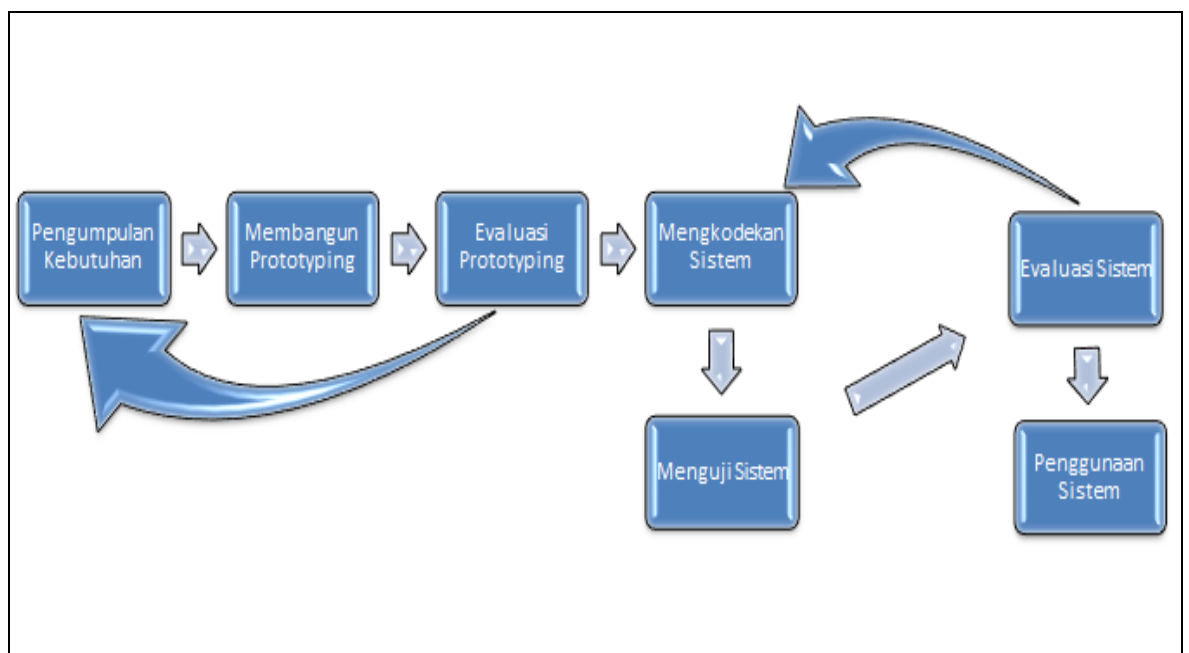 Pengumpulan
Kebutuhan
Membangun
Prototyping
Evaluasi
Prototyping
Mengkodekan
Sistem
Menguji Sistem
Evaluasi Sistem
Penggunaan
Sistem